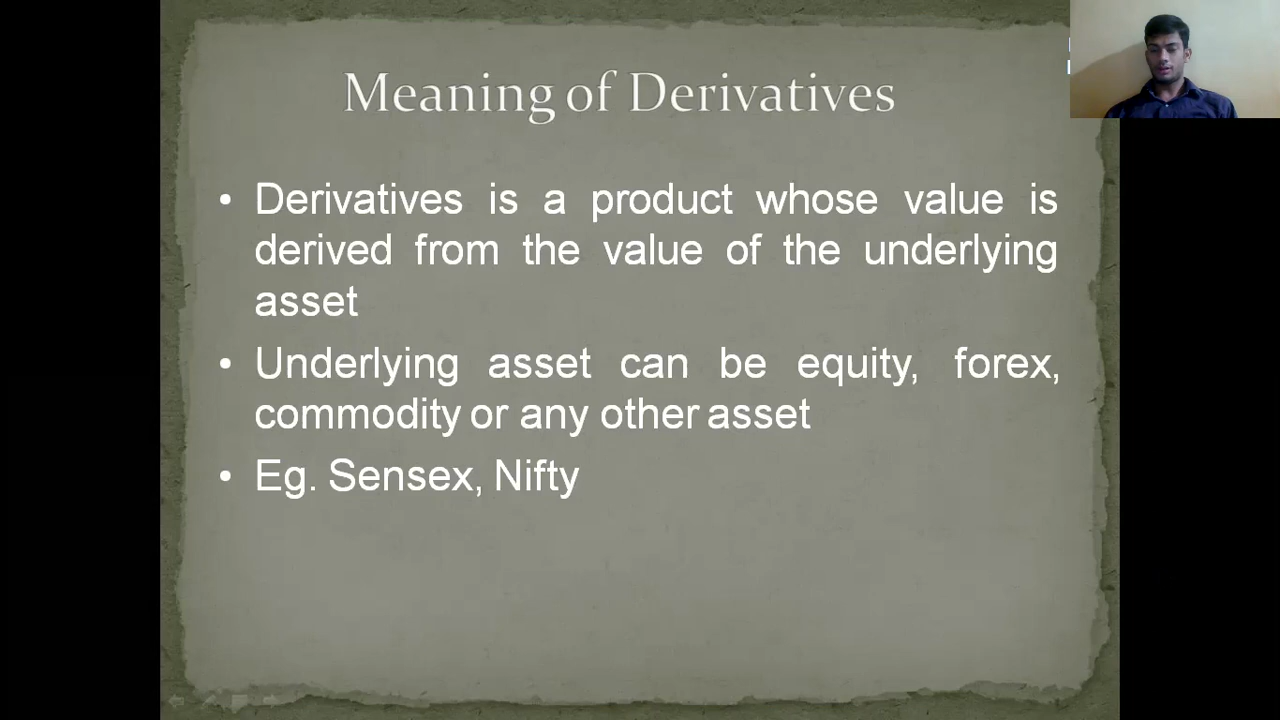 Meaning of Derivatives
• Derivatives is a product whose value is
derived from the value of the underlying
asset
• Underlying asset can be equity, forex,
commodity or any other asset
• Eg. Sensex, Nifty